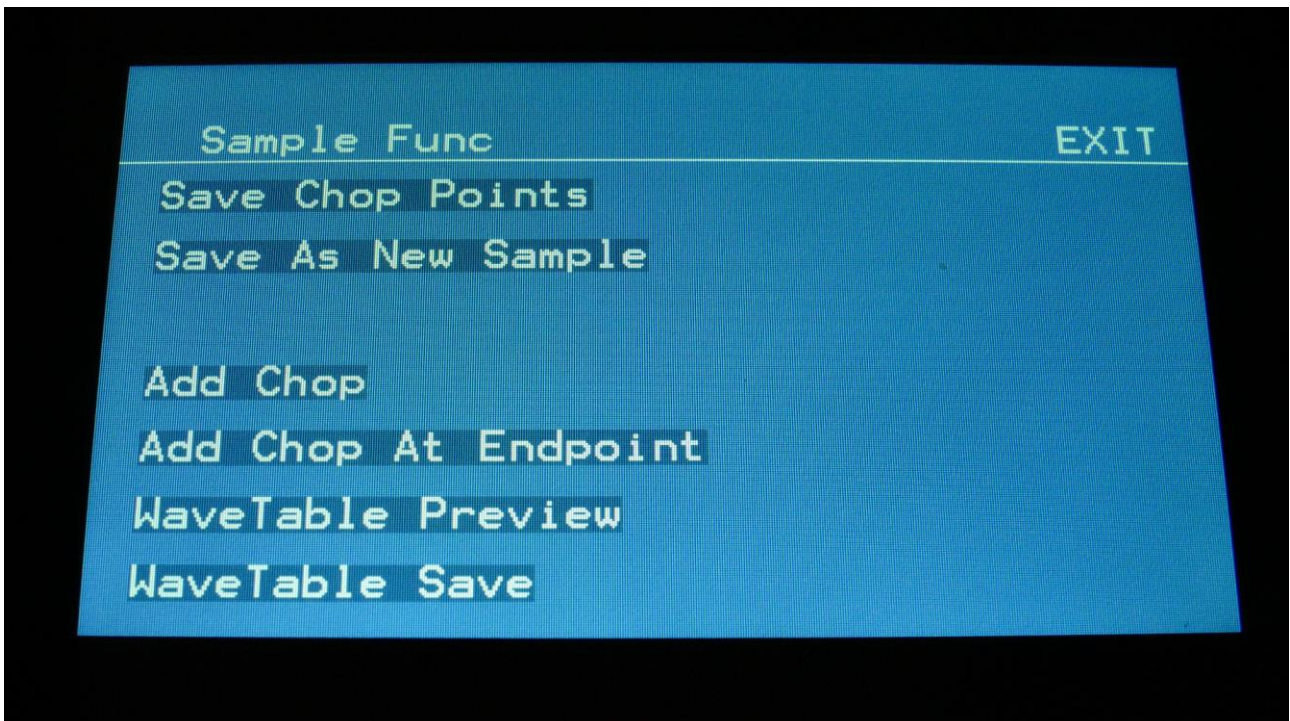 Sample Func EXIT
Save Chop Points
Save As New Sample
Add Chop
Add Chop At Endpoint
WaveTable Preview
WaveTable Save